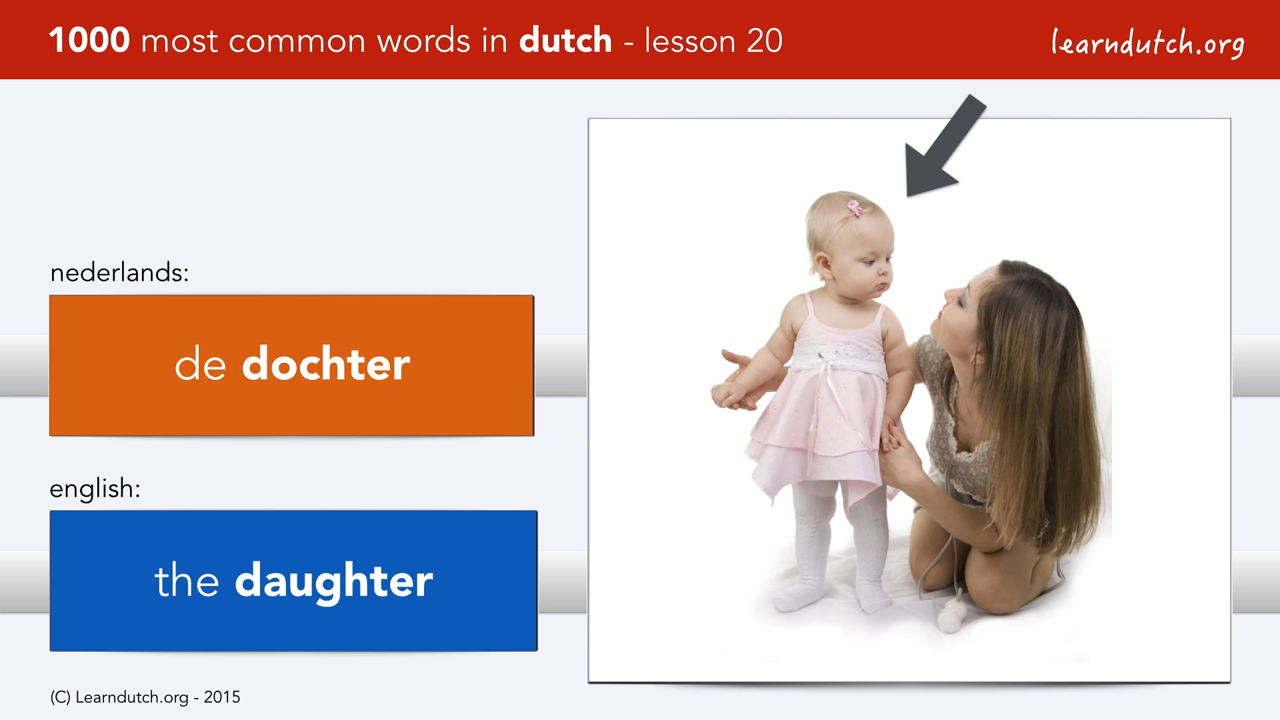 1000 most common words in dutch - lesson 20
learndutch.org
nederlands:
de dochter
english:
the daughter
(C) Learndutch.org - 2015